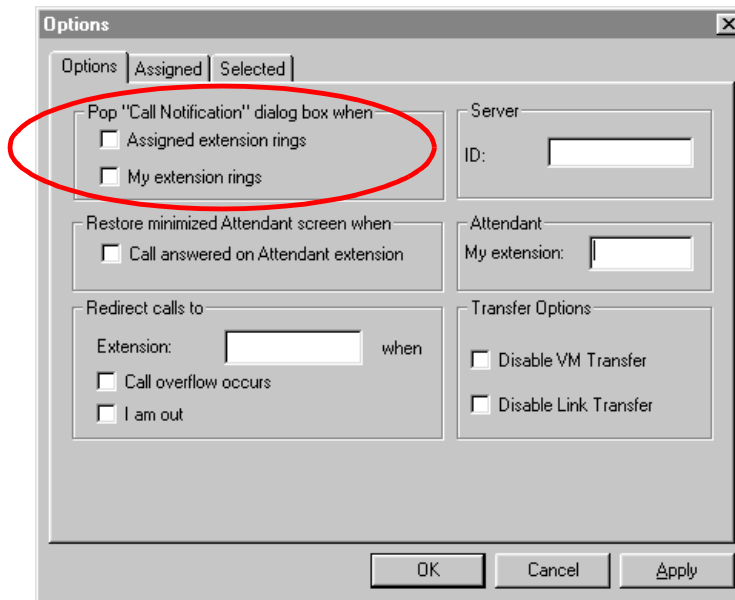 Options
Options Assigned Selected
Pop "Call Notification" dialog box when
Assigned extension rings
My extension rings
Server
ID:
Restore minimized Attendant screen when
Call answered on Attendant extension
Attendant
My extension:
Redirect calls to
Extension: when
Call overflow occurs
I am out
Transfer Options
Disable VM Transfer
Disable Link Transfer
OK Cancel Apply